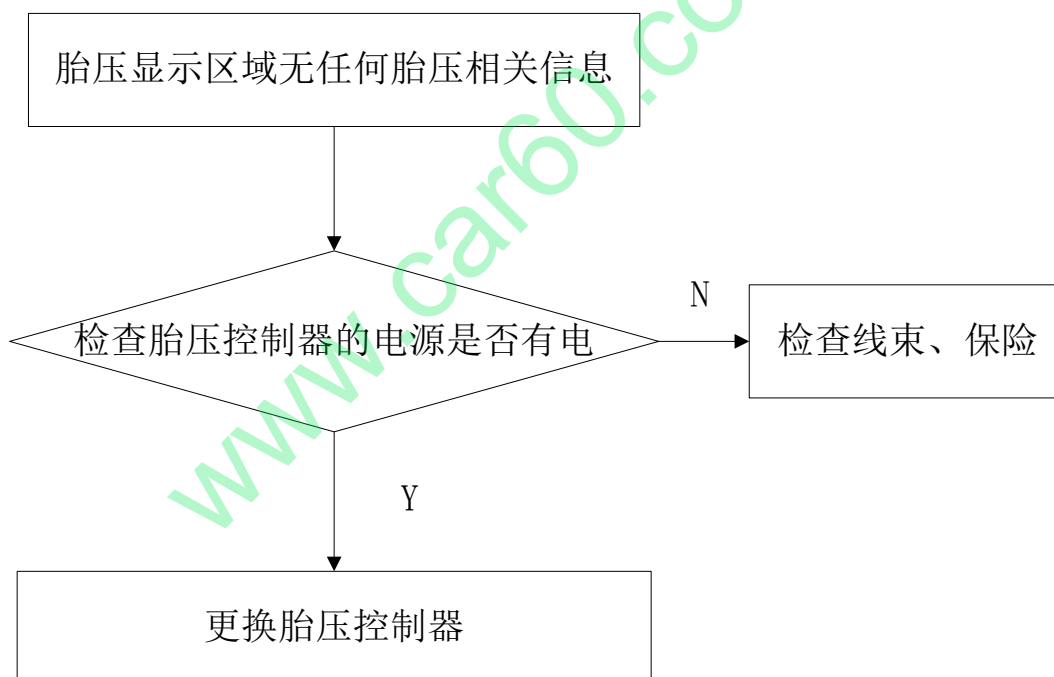 胎压显示区域无任何胎压相关信息
检查胎压控制器的电源是否有电
N
检查线束、保险
Y
更换胎压控制器
www.car60.co